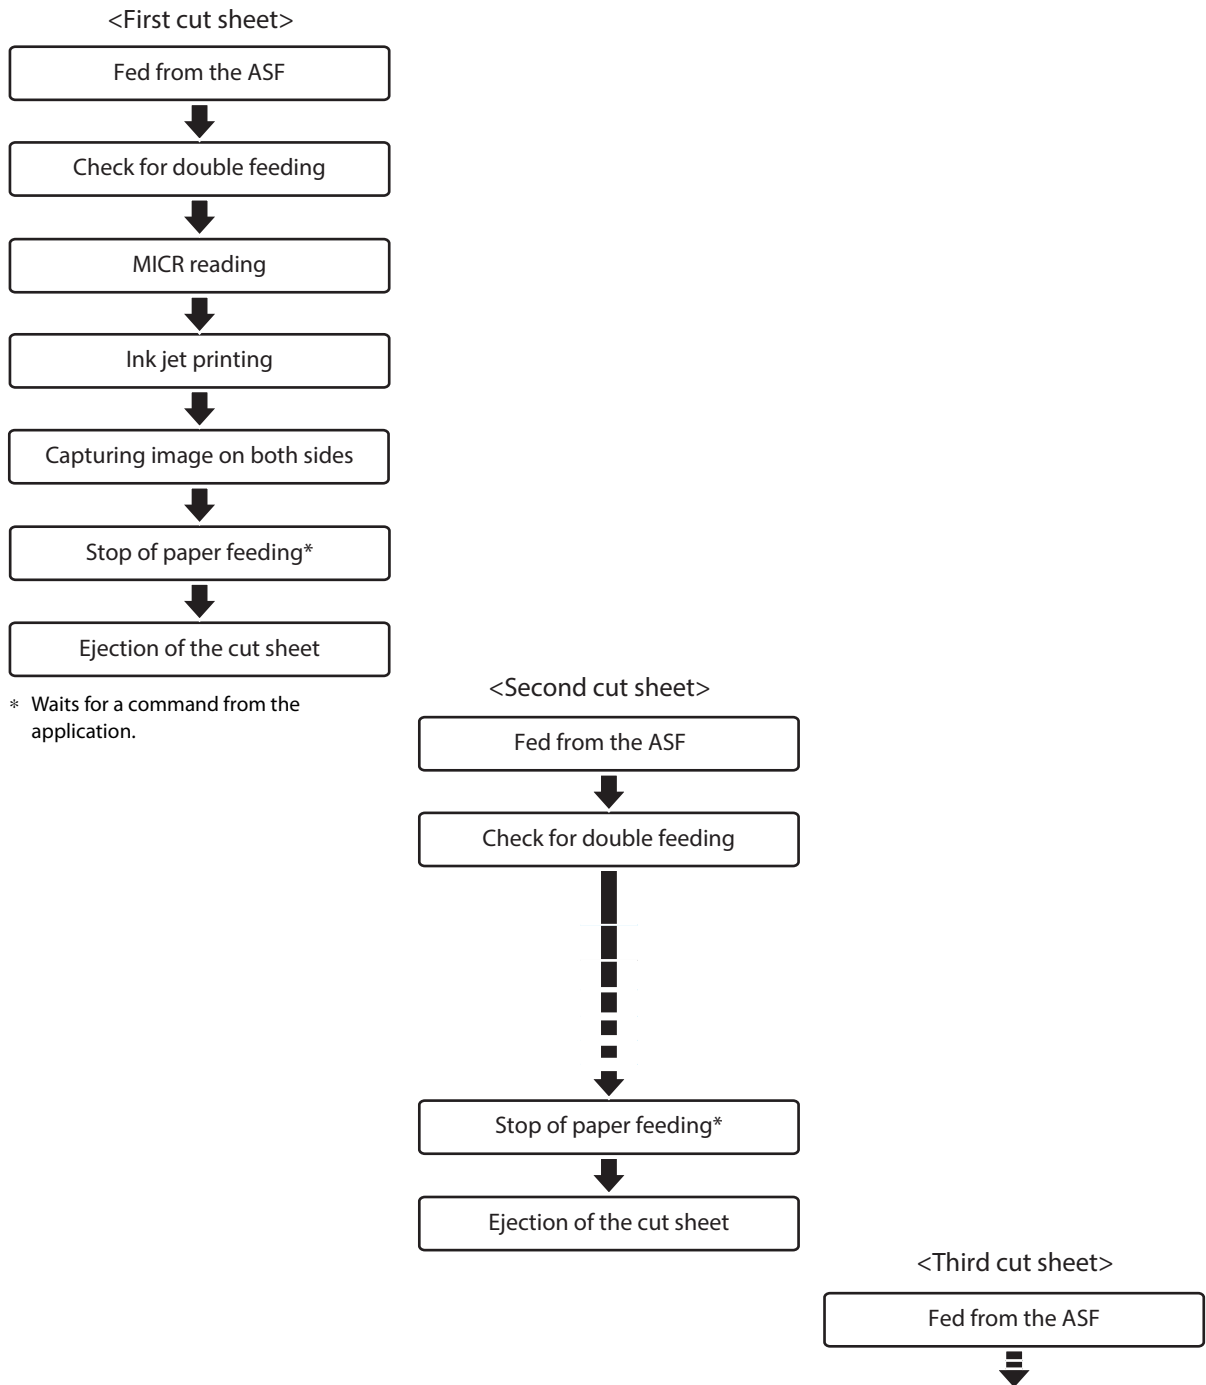 <First cut sheet>
Fed from the ASF
Check for double feeding
MICR reading
Ink jet printing
Capturing image on both sides
Stop of paper feeding*
Ejection of the cut sheet
* Waits for a command from the
application.
<Second cut sheet>
Fed from the ASF
Check for double feeding
Stop of paper feeding*
Ejection of the cut sheet
<Third cut sheet>
Fed from the ASF